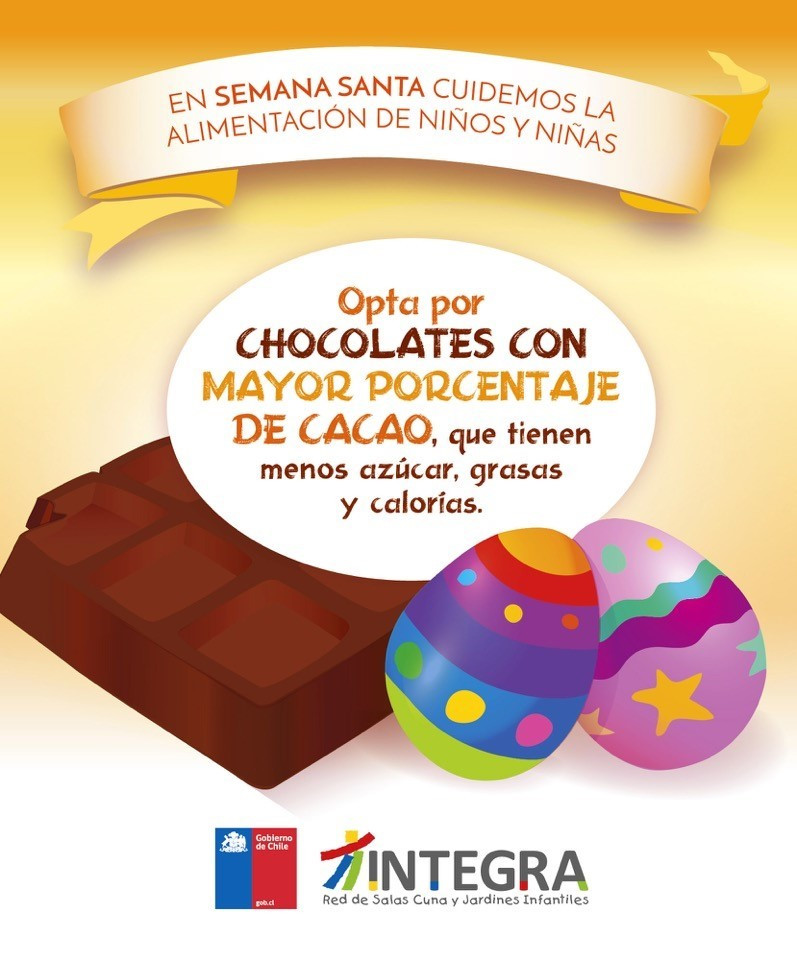 EN SEMANA SANTA CUIDEMOS LA
ALIMENTACIÓN DE NIÑOS Y NIÑAS
Opta por
CHOCOLATES CON
MAYOR PORCENTAJE
DE CACAO, que tienen
menos azúcar, grasas
y calorías.
Gobierno
de Chile
gob.cl
INTEGRA
Red de Salas Cuna y Jardines Infantiles